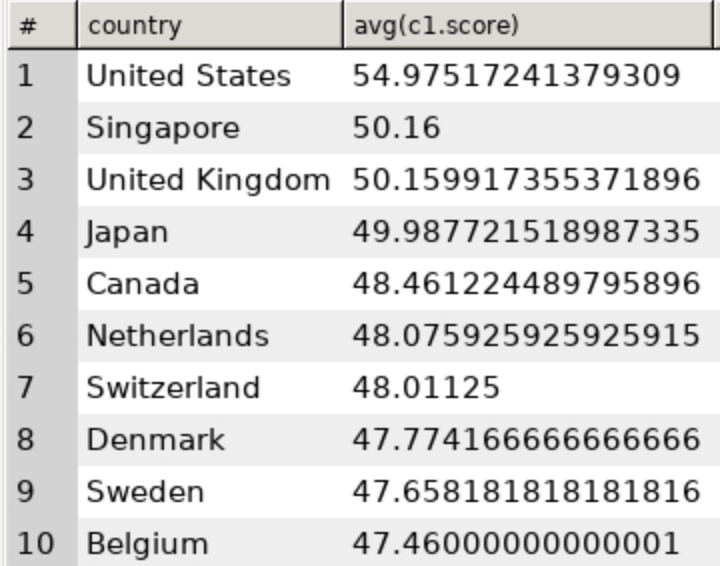 # country avg(c1.score)
1 United States 54.97517241379309
2 Singapore 50.16
3 United Kingdom 50.159917355371896
4 Japan 49.987721518987335
5 Canada 48.461224489795896
6 Netherlands 48.075925925925915
7 Switzerland 48.01125
8 Denmark 47.774166666666666
9 Sweden 47.658181818181816
10 Belgium 47.46000000000001